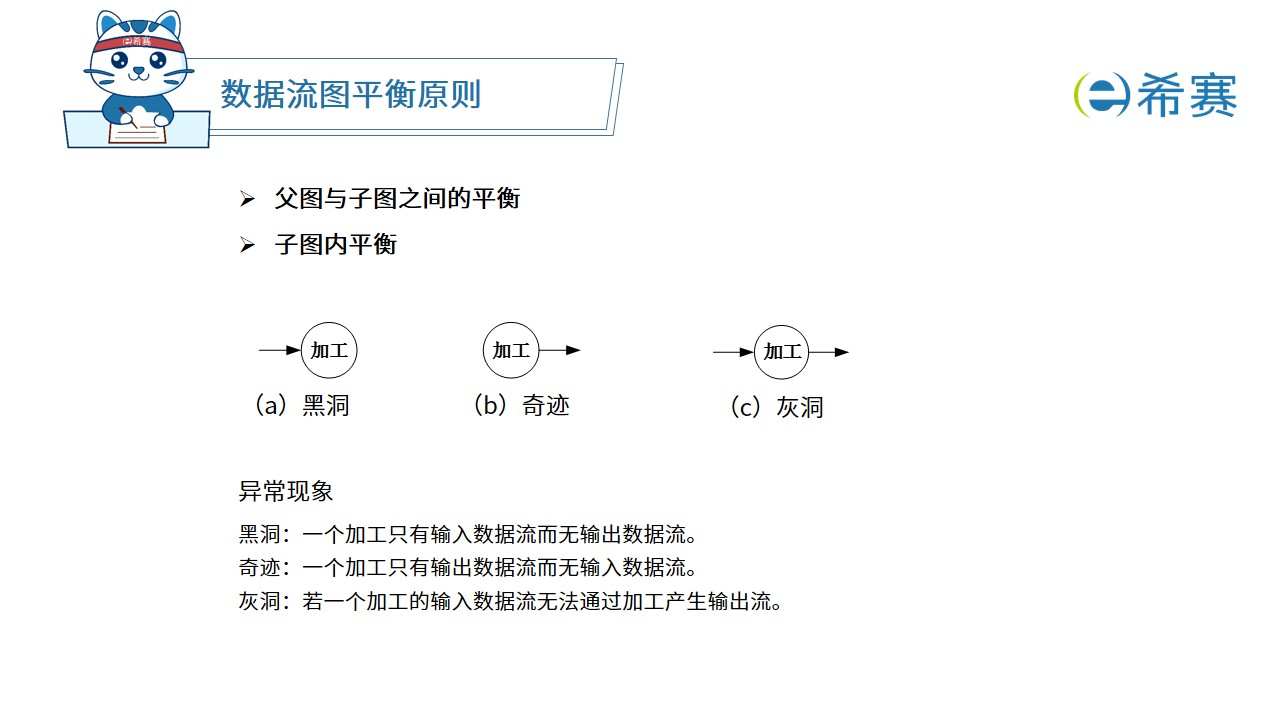 希赛
数据流图平衡原则
希赛
父图与子图之间的平衡
子图内平衡
加工
加工
加工
（a）黑洞
（b）奇迹
（c）灰洞
异常现象
黑洞：一个加工只有输入数据流而无输出数据流。
奇迹：一个加工只有输出数据流而无输入数据流。
灰洞：若一个加工的输入数据流无法通过加工产生输出流。